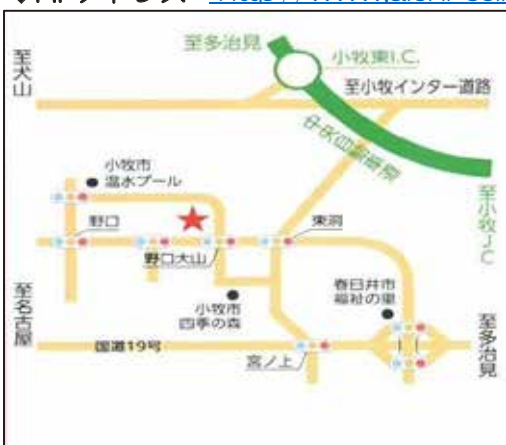 至多治見
小牧東I.C.
至犬山
至小牧インター道路
中央自動車道
小牧市
温水プール
至小牧JC
野口
東洞
野口大山
春日井市
福祉の里
至名古屋
小牧市
四季の森
至多治見
国道19号
宮ノ上